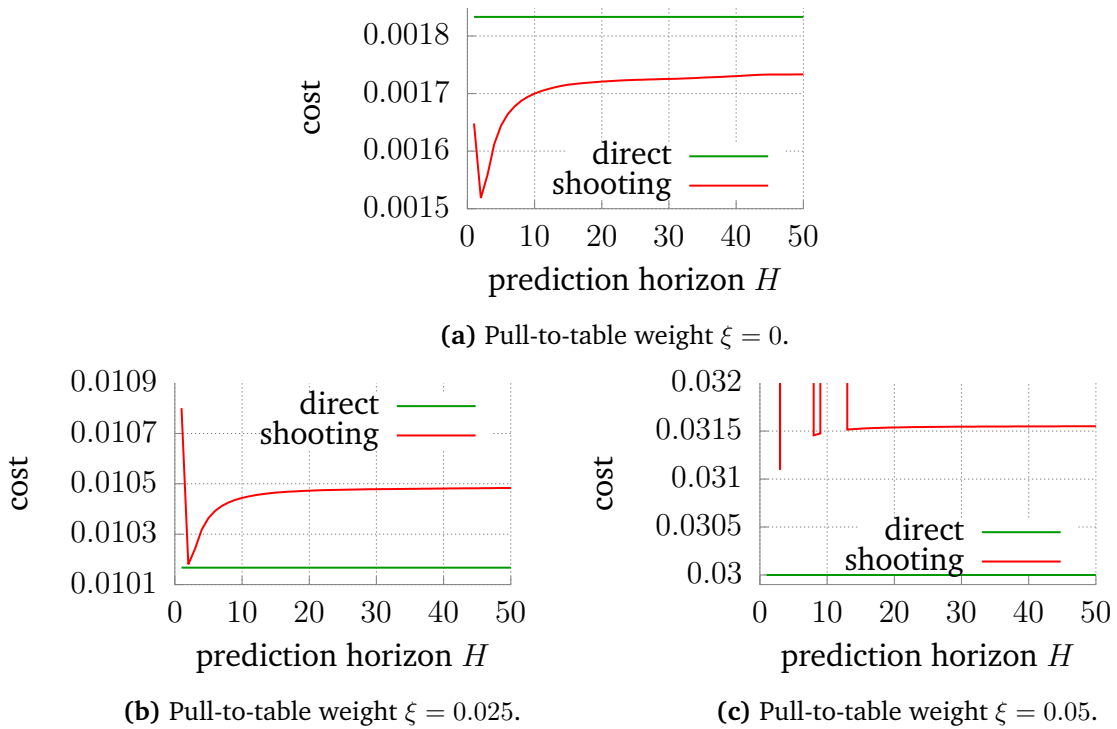 0.0018
0.0017
0.0016
0.0015
cost
direct
shooting
0 10 20 30 40 50
prediction horizon H
(a) Pull-to-table weight ξ = 0.
0.0109
0.0107
0.0105
0.0103
0.0101
cost
direct
shooting
0 10 20 30 40 50
prediction horizon H
(b) Pull-to-table weight ξ = 0.025.
0.032
0.0315
0.031
0.0305
0.03
cost
direct
shooting
0 10 20 30 40 50
prediction horizon H
(c) Pull-to-table weight ξ = 0.05.